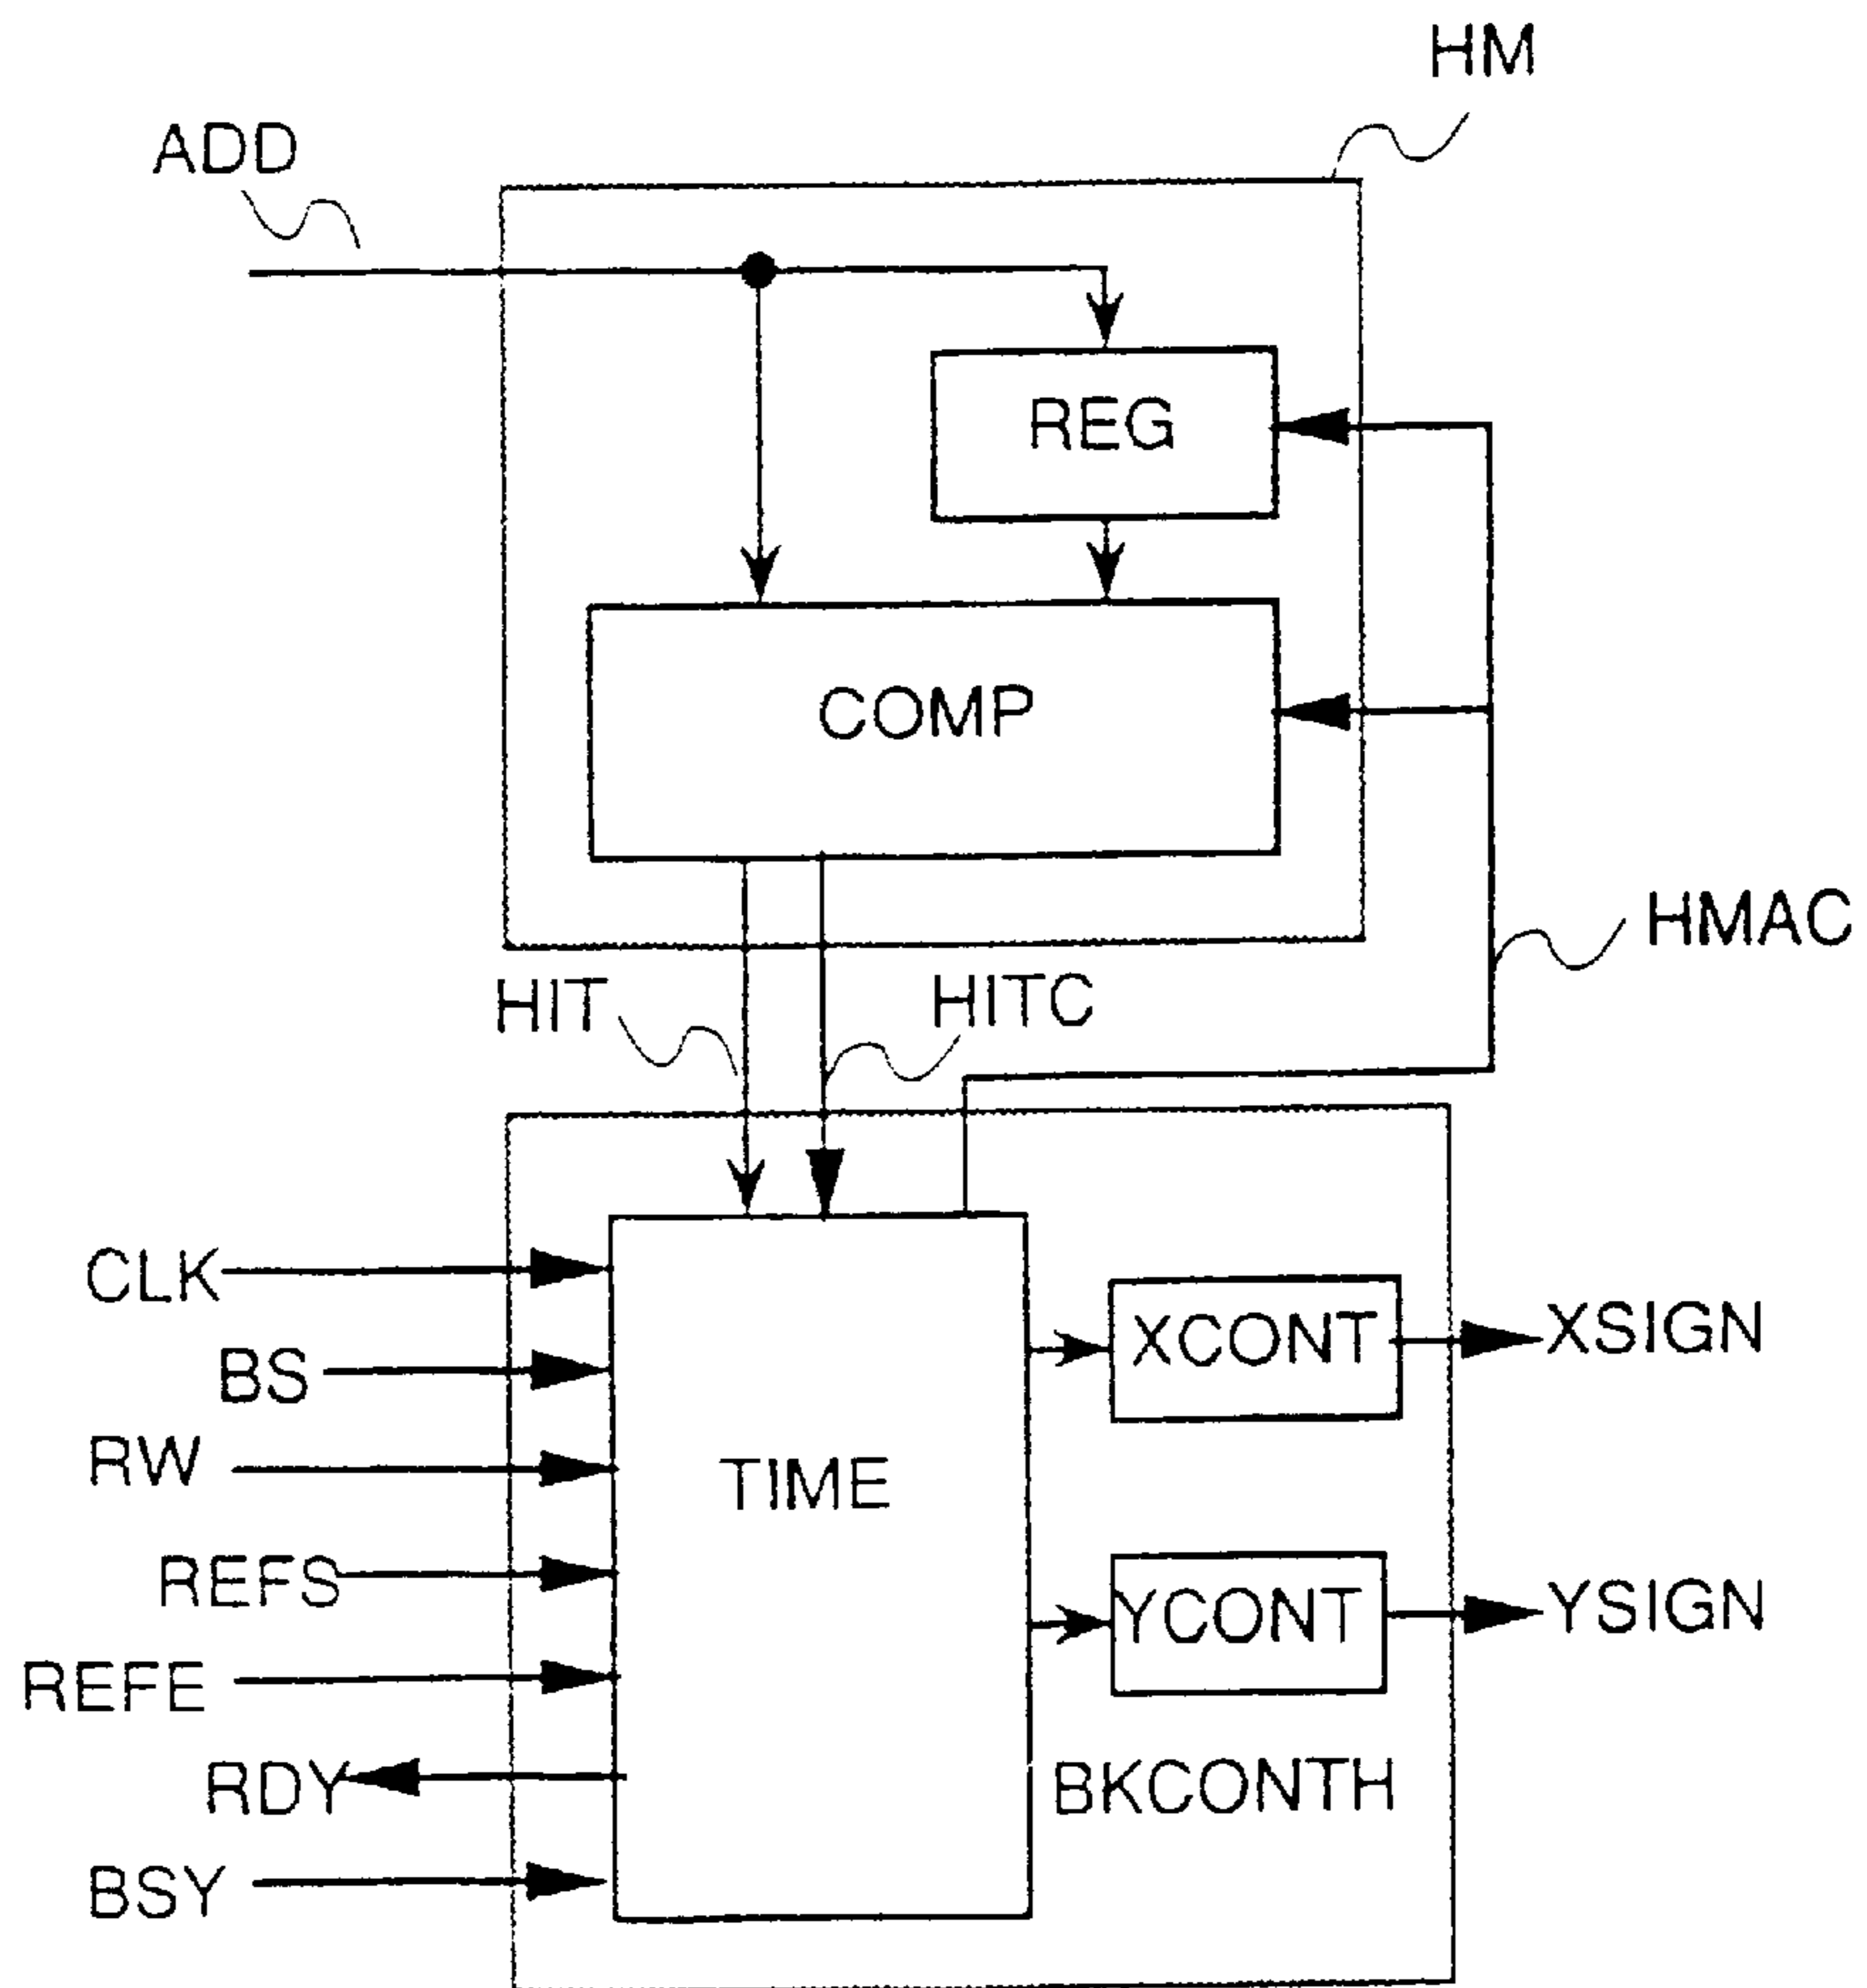 HM
ADD
REG
COMP
HMAC
HIT
HITC
CLK
XCONT
XSIGN
BS
RW
TIME
REFS
YCONT
YSIGN
REFE
RDY
BKCONTH
BSY